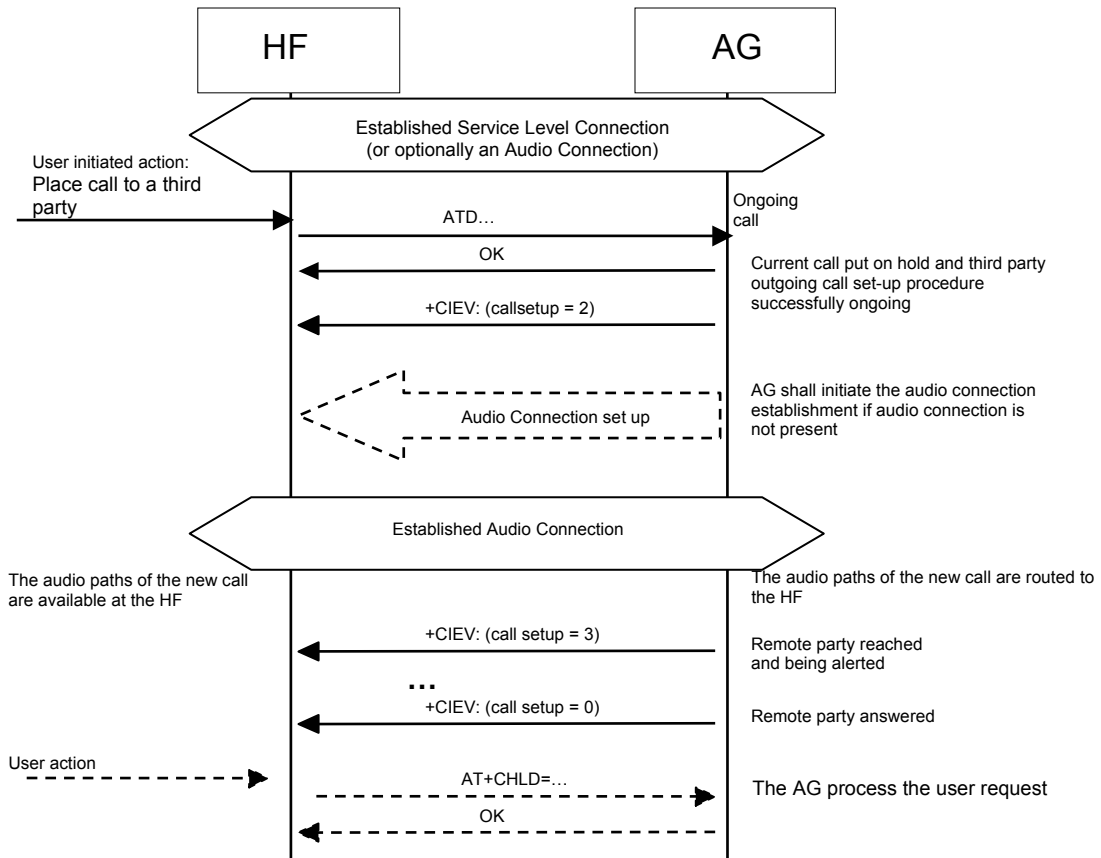 HF
AG
Established Service Level Connection
(or optionally an Audio Connection)
User initiated action:
Place call to a third
party
Ongoing
call
ATD…
OK
Current call put on hold and third party
outgoing call set-up procedure
successfully ongoing
+CIEV: (callsetup = 2)
AG shall initiate the audio connection
establishment if audio connection is
not present
Audio Connection set up
Established Audio Connection
The audio paths of the new call
are available at the HF
The audio paths of the new call are routed to
the HF
+CIEV: (call setup = 3)
Remote party reached
and being alerted
…
+CIEV: (call setup = 0)
Remote party answered
User action
AT+CHLD=…
The AG process the user request
OK